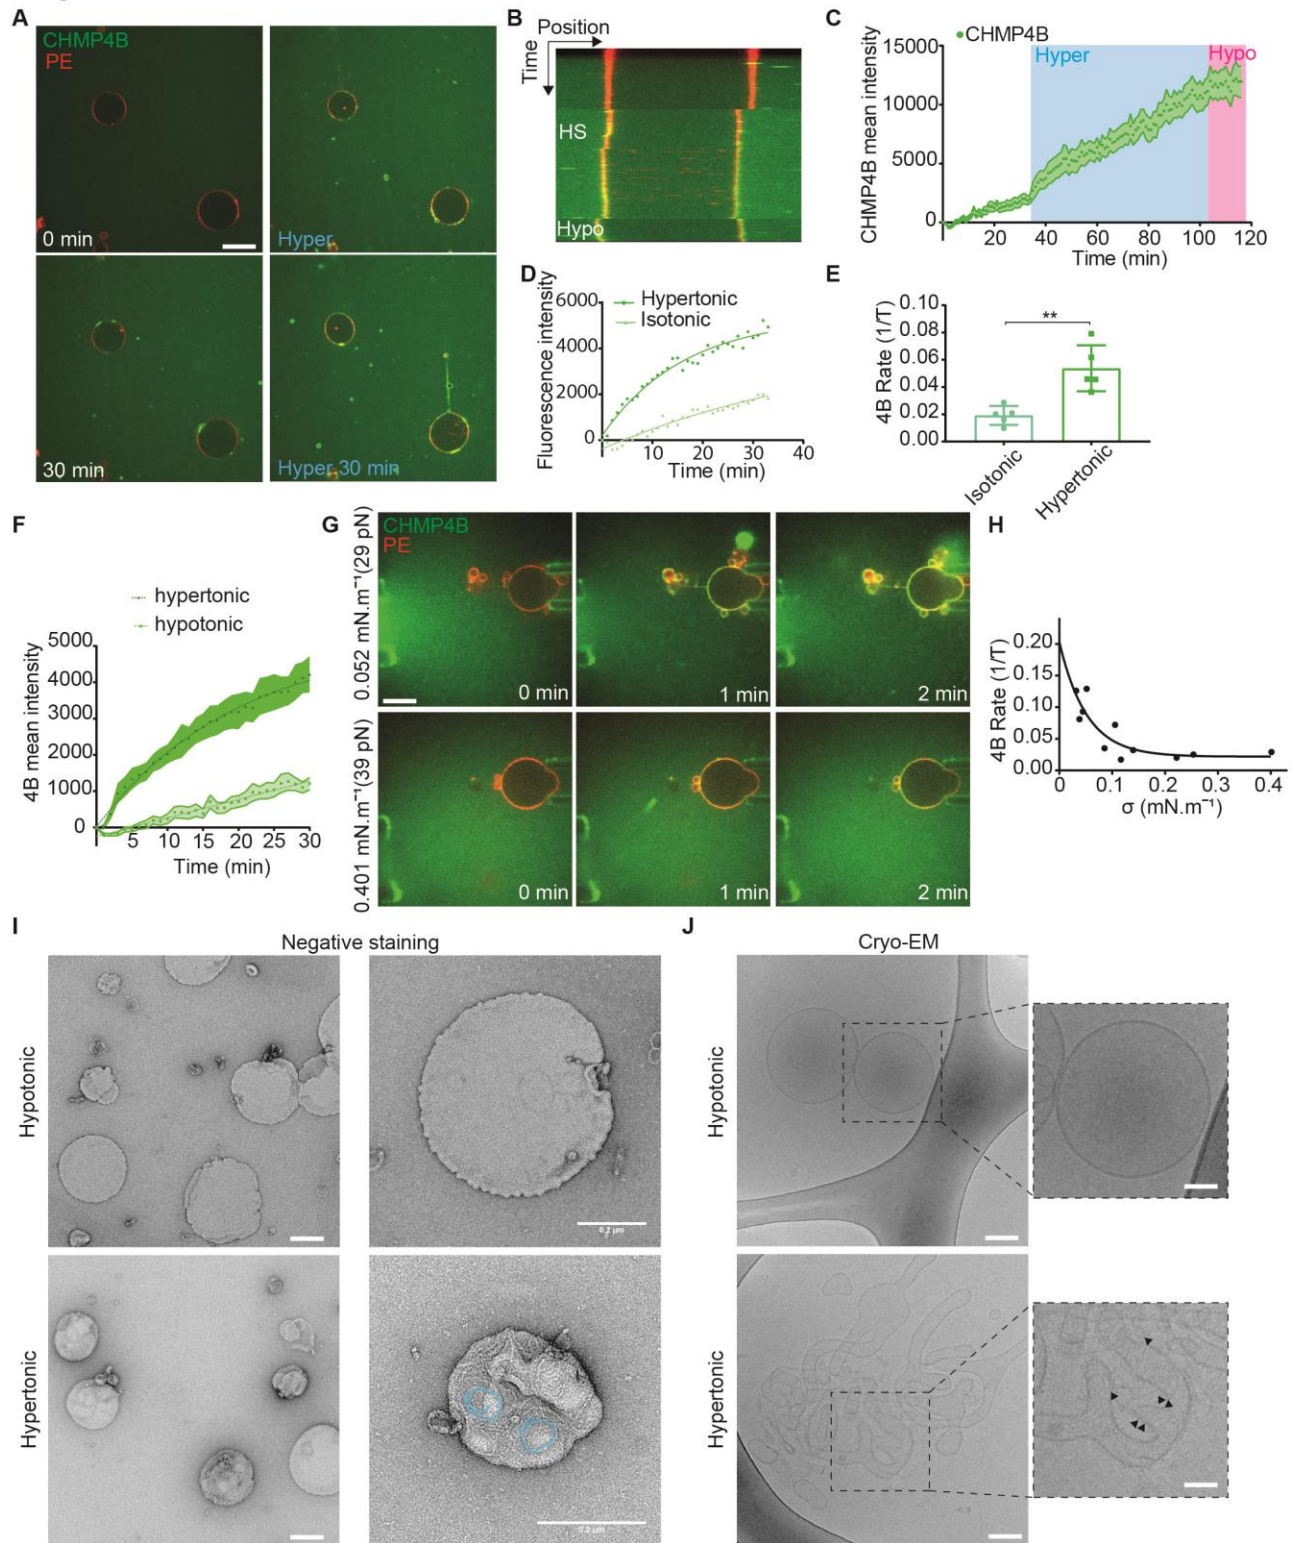 A
CHMP4B
PE
0 min
Hyper
30 min
Hyper 30 min
B
Position
Time
HS
Hypo
C
CHMP4B
Hyper
Hypo
CHMP4B mean intensity
15000
10000
5000
0
20 40 60 80 100 120
Time (min)
D
Fluorescence intensity
Hypertonic
Isotonic
6000
4000
2000
0
10 20 30 40
Time (min)
E
4B Rate (1/T)
**
0.10
0.08
0.06
0.04
0.02
0.00
Isotonic
Hypertonic
F
hypertonic
hypotonic
4B mean intensity
5000
4000
3000
2000
1000
0
5 10 15 20 25 30
Time (min)
G
CHMP4B
PE
0.052 mN.m⁻¹(29 pN)
0 min
1 min
2 min
0.401 mN.m⁻¹(39 pN)
0 min
1 min
2 min
H
4B Rate (1/T)
0.20
0.15
0.10
0.05
0.00
0 0.1 0.2 0.3 0.4
σ (mN.m⁻¹)
I
Negative staining
Hypotonic
0.2 µm
Hypertonic
0.2 µm
J
Cryo-EM
Hypotonic
Hypertonic